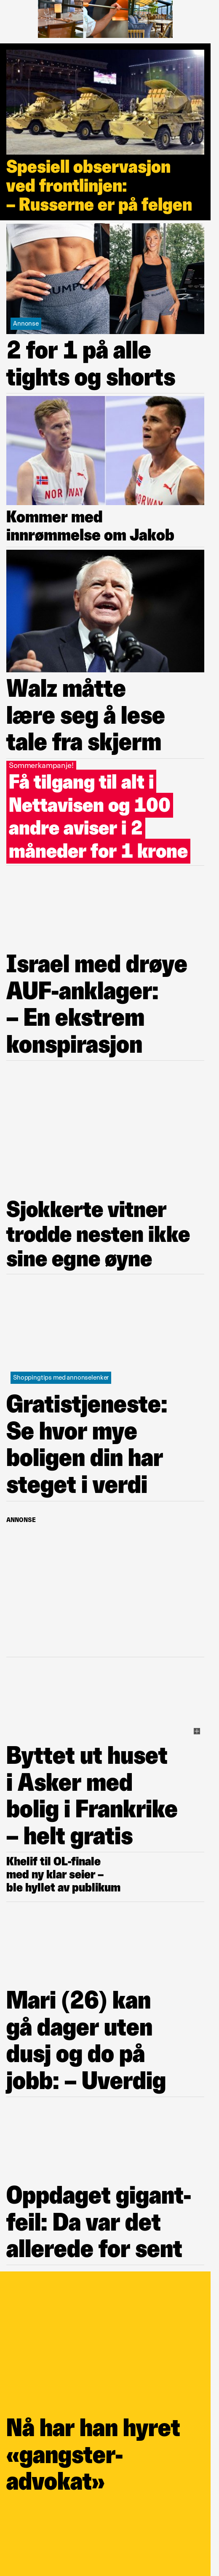 Spesiell observasjon
ved frontlinjen:
– Russerne er på felgen
UMP
Annonse
2 for 1 på alle
tights og shorts
NORW
NORWAY
Kommer med
innrømmelse om Jakob
Walz måtte
lære seg å lese
tale fra skjerm
Sommerkampanje!
Få tilgang til alt i
Nettavisen og 100
andre aviser i 2
måneder for 1 krone
Israel med drøye
AUF-anklager:
– En ekstrem
konspirasjon
Sjokkerte vitner
trodde nesten ikke
sine egne øyne
Shoppingtips med annonselenker
Gratistjeneste:
Se hvor mye
boligen din har
steget i verdi
ANNONSE
Byttet ut huset
i Asker med
bolig i Frankrike
– helt gratis
Khelif til OL-finale
med ny klar seier –
ble hyllet av publikum
Mari (26) kan
gå dager uten
dusj og do på
jobb: – Uverdig
Oppdaget gigant-
feil: Da var det
allerede for sent
Nå har han hyret
«gangster-
advokat»